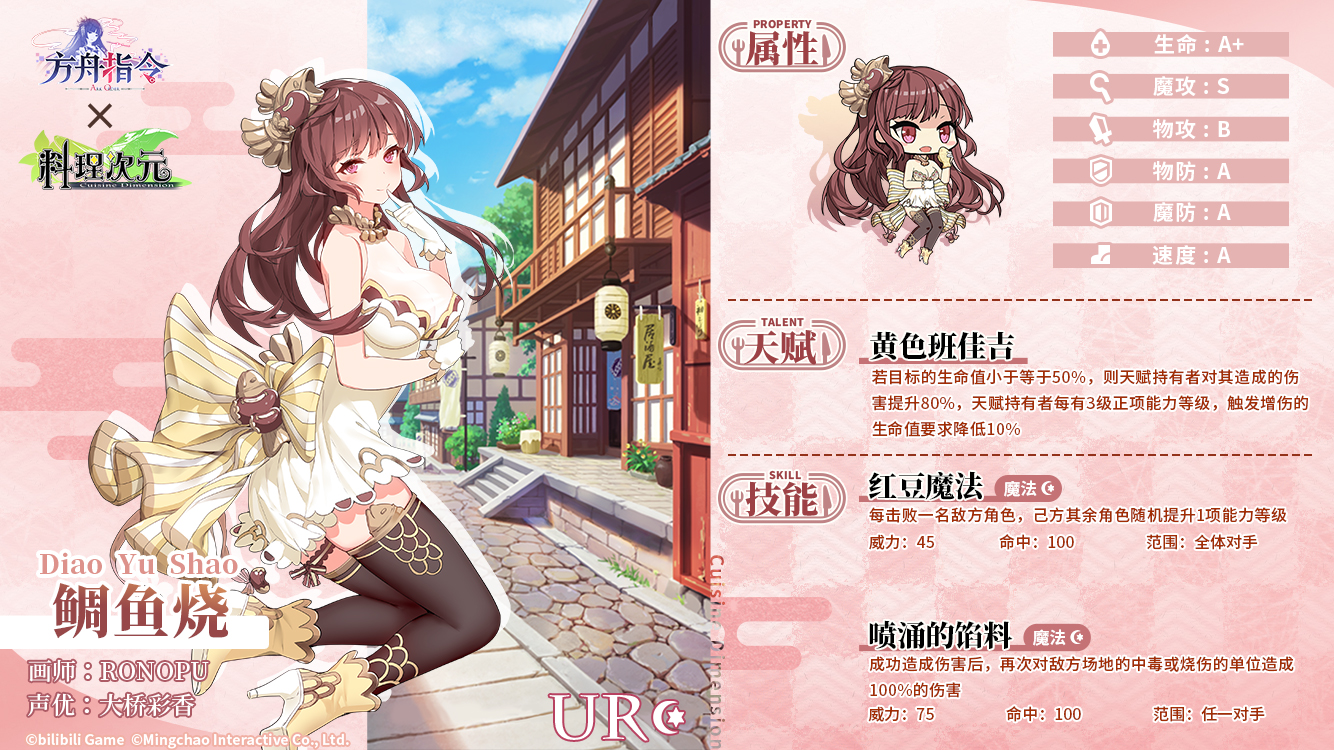 方舟指令
Ark Order
×
料理次元
Cuisine Dimension
Diao Yu Shao
鲷鱼烧
画师：RONOPU
声优：大桥彩香
©bilibili Game ©Mingchao Interactive Co., Ltd.
居酒屋
UR
Cuisine Dimension
PROPERTY
属性
生命：A+
魔攻：S
物攻：B
物防：A
魔防：A
速度：A
TALENT
天赋
黄色班佳吉
若目标的生命值小于等于50%，则天赋持有者对其造成的伤
害提升80%，天赋持有者每有3级正项能力等级，触发增伤的
生命值要求降低10%
SKILL
技能
红豆魔法 魔法
每击败一名敌方角色，己方其余角色随机提升1项能力等级
威力：45 命中：100 范围：全体对手
喷涌的馅料 魔法
成功造成伤害后，再次对敌方场地的中毒或烧伤的单位造成
100%的伤害
威力：75 命中：100 范围：任一对手